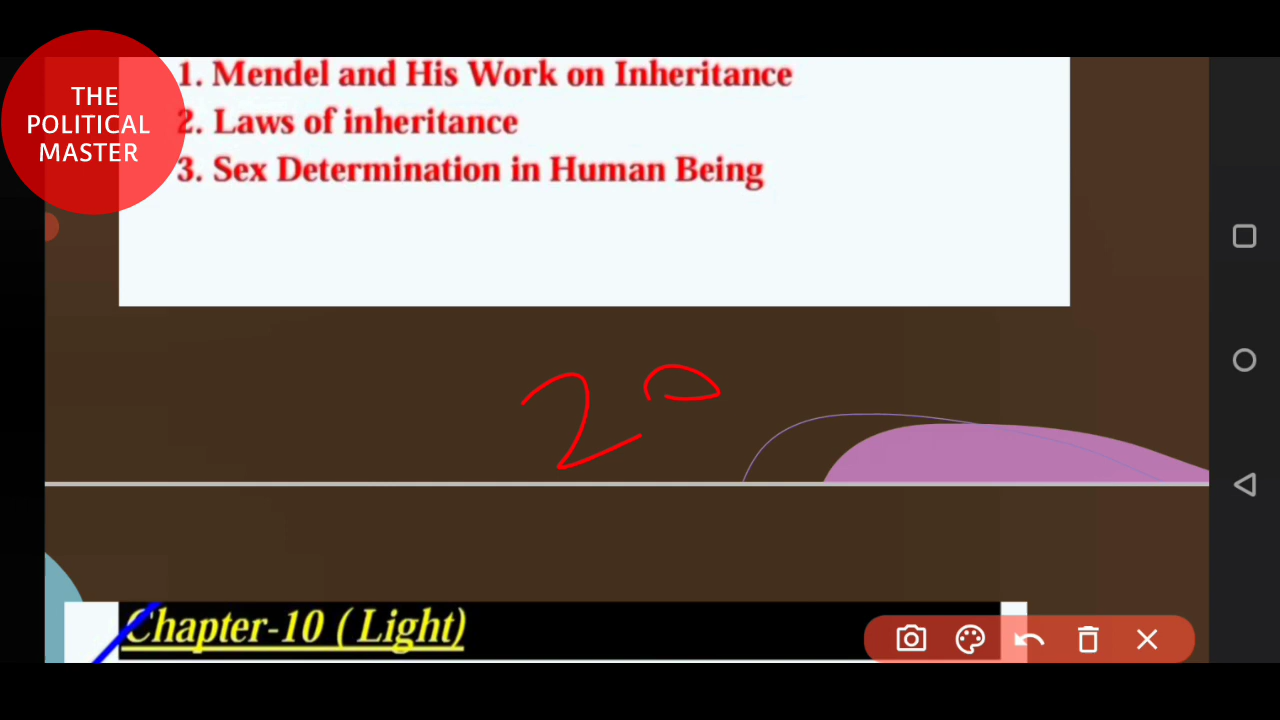 THE
POLITICAL
MASTER
1. Mendel and His Work on Inheritance
2. Laws of inheritance
3. Sex Determination in Human Being
20
Chapter-10 ( Light)